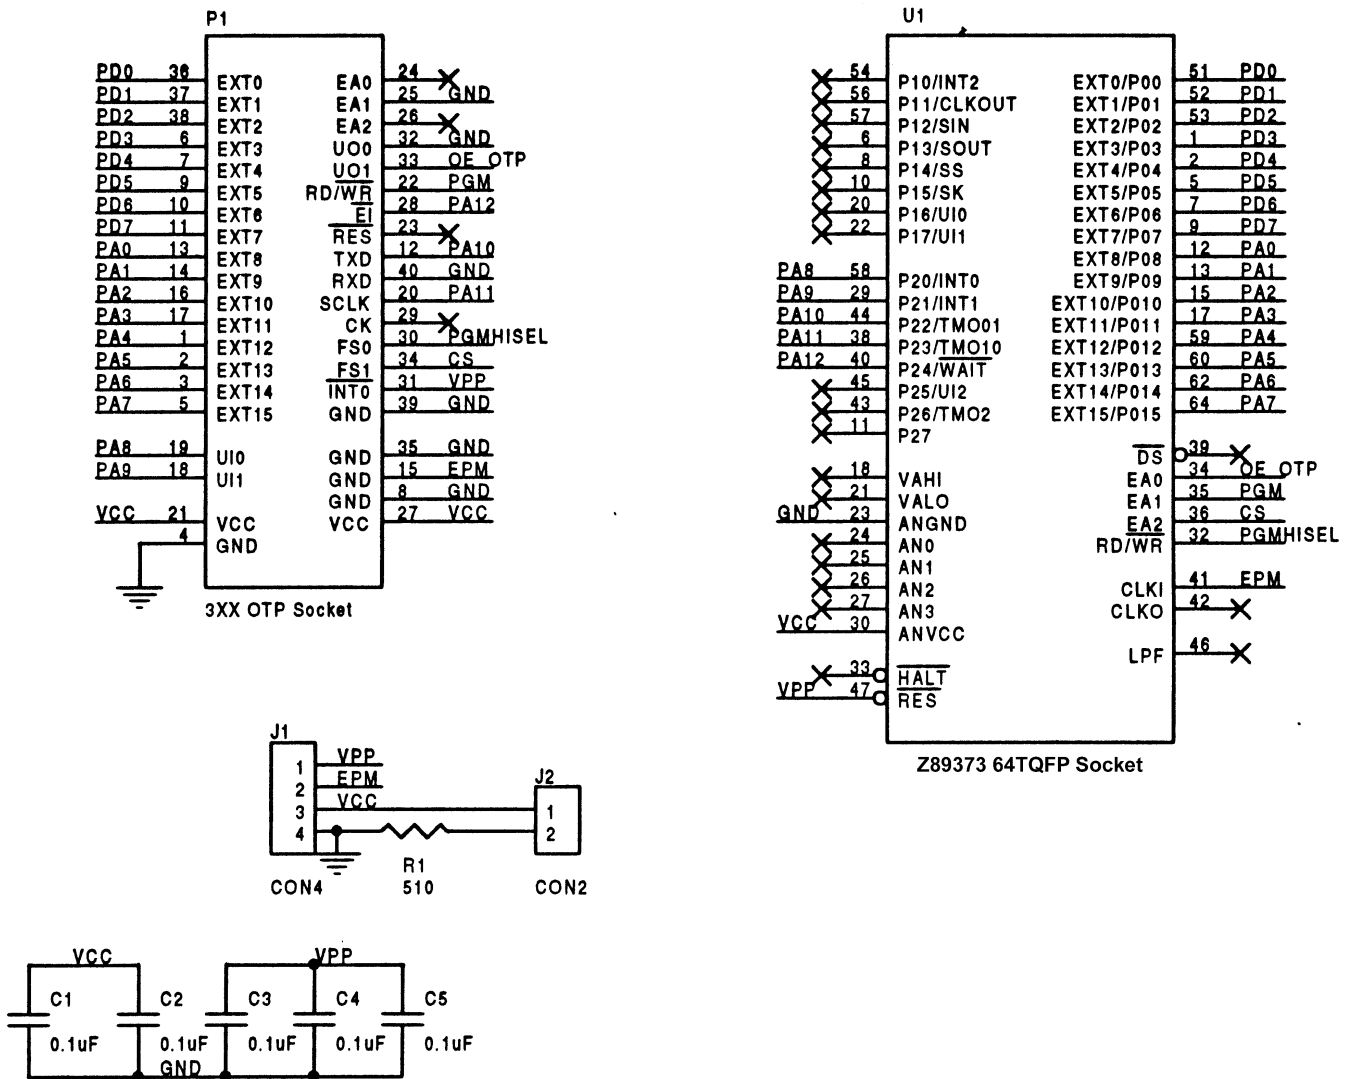 P1
PD0 36 EXT0 EA0 24
PD1 37 EXT1 EA1 25 GND
PD2 38 EXT2 EA2 26
PD3 6 EXT3 UO0 32 GND
PD4 7 EXT4 UO1 33 OE_OTP
PD5 9 EXT5 RD/WR 22 PGM
PD6 10 EXT6 EI 28 PA12
PD7 11 EXT7 RES 23
PA0 13 EXT8 TXD 12 PA10
PA1 14 EXT9 RXD 40 GND
PA2 16 EXT10 SCLK 20 PA11
PA3 17 EXT11 CK 29
PA4 1 EXT12 FS0 30 PGMHISEL
PA5 2 EXT13 FS1 34 CS
PA6 3 EXT14 INT0 31 VPP
PA7 5 EXT15 GND 39 GND
PA8 19 UI0 GND 35 GND
PA9 18 UI1 GND 15 EPM
GND 8 GND
VCC 21 VCC VCC 27 VCC
4 GND
3XX OTP Socket
U1
54 P10/INT2 EXT0/P00 51 PD0
56 P11/CLKOUT EXT1/P01 52 PD1
57 P12/SIN EXT2/P02 53 PD2
6 P13/SOUT EXT3/P03 1 PD3
8 P14/SS EXT4/P04 2 PD4
10 P15/SK EXT5/P05 5 PD5
20 P16/UI0 EXT6/P06 7 PD6
22 P17/UI1 EXT7/P07 9 PD7
EXT8/P08 12 PA0
PA8 58 P20/INT0 EXT9/P09 13 PA1
PA9 29 P21/INT1 EXT10/P010 15 PA2
PA10 44 P22/TMO01 EXT11/P011 17 PA3
PA11 38 P23/TMO10 EXT12/P012 59 PA4
PA12 40 P24/WAIT EXT13/P013 60 PA5
45 P25/UI2 EXT14/P014 62 PA6
43 P26/TMO2 EXT15/P015 64 PA7
11 P27
DS 39
18 VAHI EA0 34 OE_OTP
21 VALO EA1 35 PGM
GND 23 ANGND EA2 36 CS
24 AN0 RD/WR 32 PGMHISEL
25 AN1
26 AN2 CLKI 41 EPM
27 AN3 CLKO 42
VCC 30 ANVCC
LPF 46
33 HALT
VPP 47 RES
Z89373 64TQFP Socket
J1
1 VPP
2 EPM
3 VCC
4
J2
1
2
R1
510
CON4
CON2
VCC
VPP
C1 C2 C3 C4 C5
0.1uF 0.1uF 0.1uF 0.1uF 0.1uF
GND